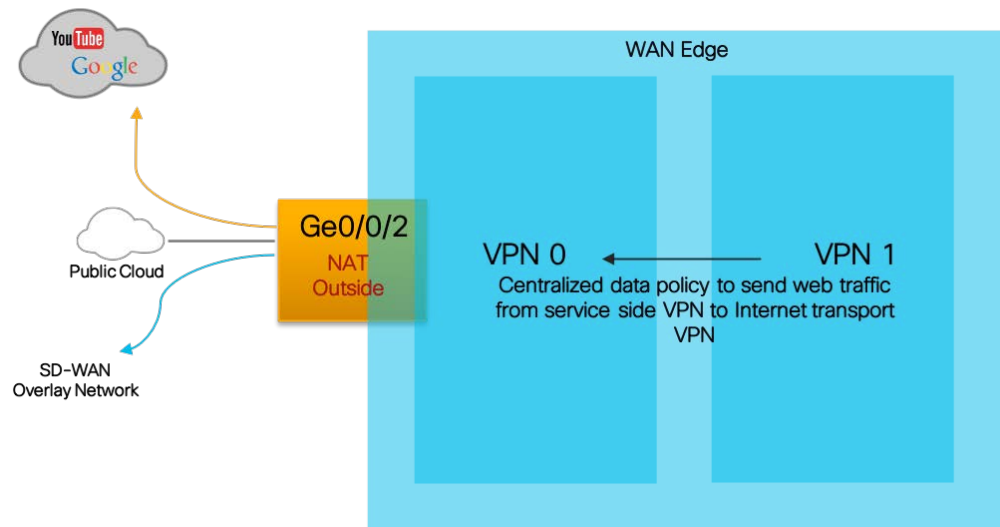 YouTube
Google
WAN Edge
Ge0/0/2
NAT
Outside
Public Cloud
SD-WAN
Overlay Network
VPN 0
VPN 1
Centralized data policy to send web traffic
from service side VPN to Internet transport
VPN